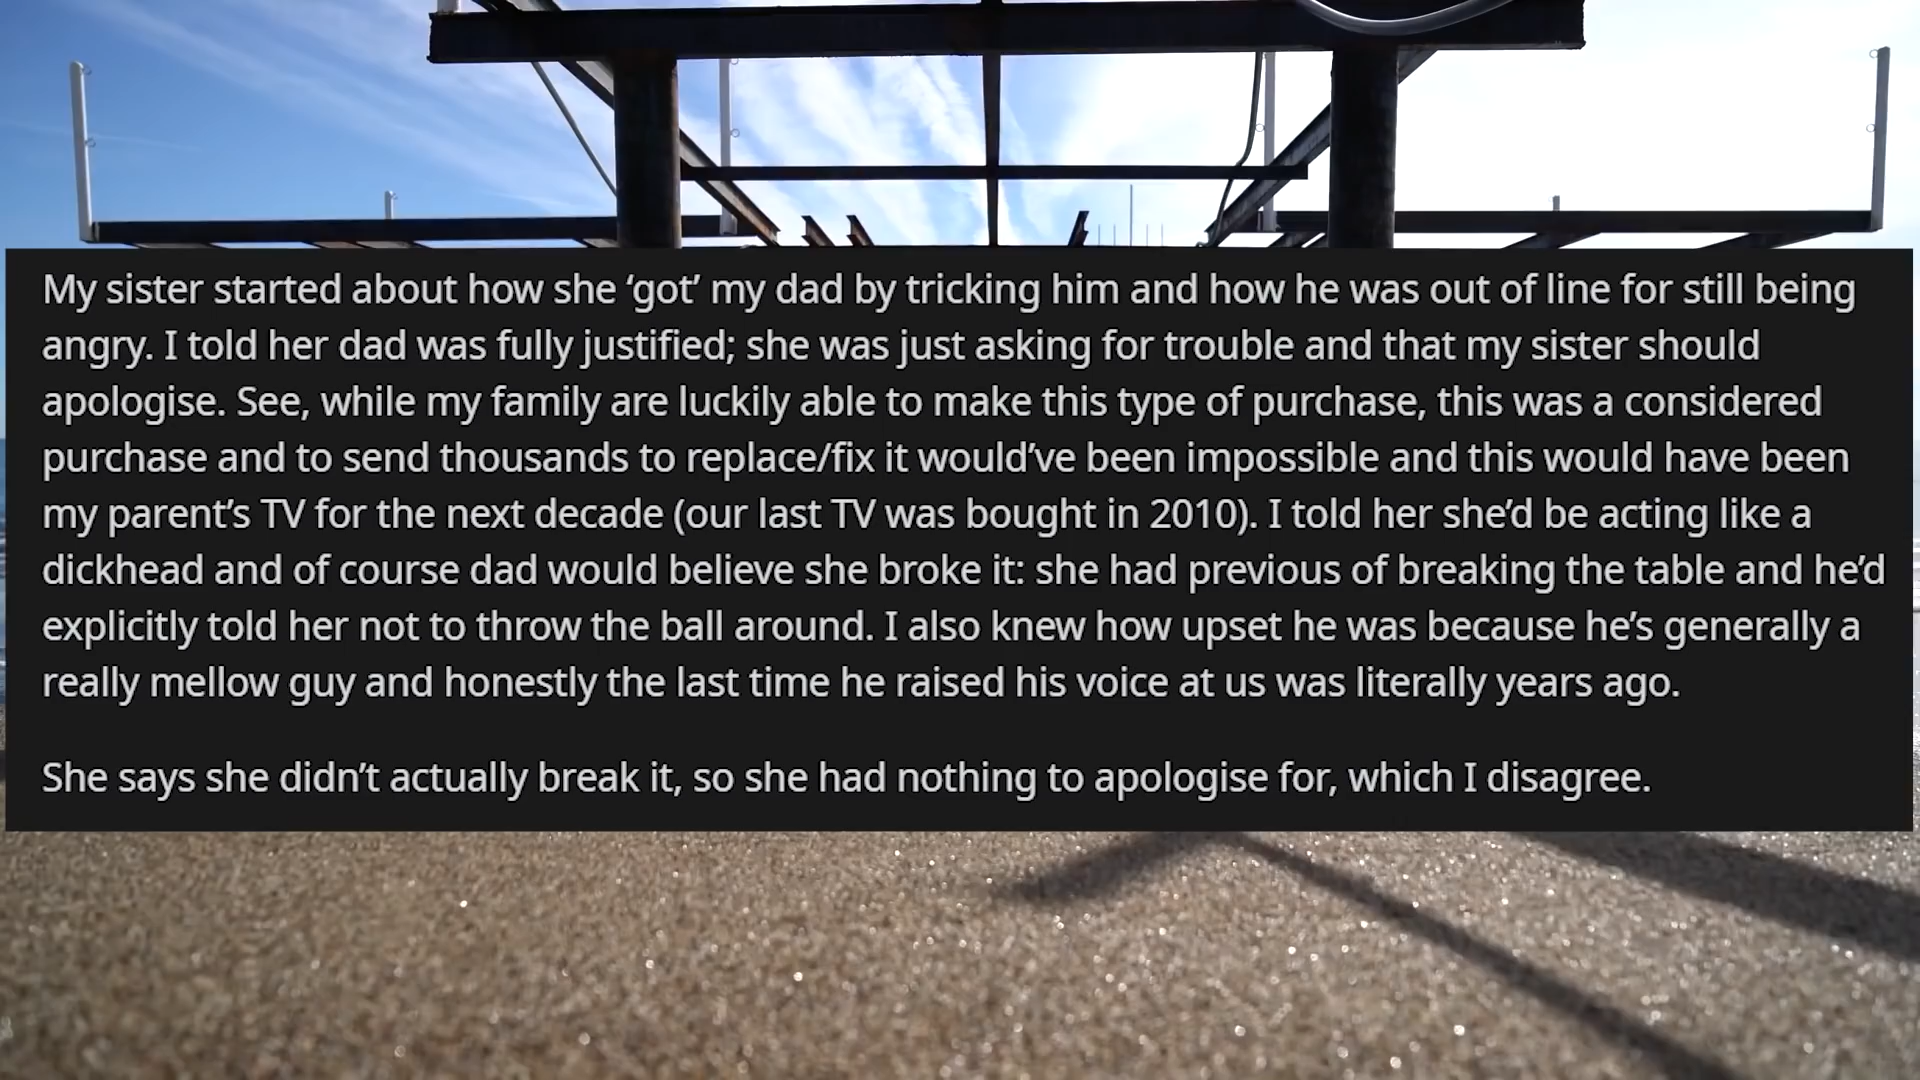 My sister started about how she ‘got’ my dad by tricking him and how he was out of line for still being
angry. I told her dad was fully justified; she was just asking for trouble and that my sister should
apologise. See, while my family are luckily able to make this type of purchase, this was a considered
purchase and to send thousands to replace/fix it would’ve been impossible and this would have been
my parent’s TV for the next decade (our last TV was bought in 2010). I told her she’d be acting like a
dickhead and of course dad would believe she broke it: she had previous of breaking the table and he’d
explicitly told her not to throw the ball around. I also knew how upset he was because he’s generally a
really mellow guy and honestly the last time he raised his voice at us was literally years ago.
She says she didn’t actually break it, so she had nothing to apologise for, which I disagree.